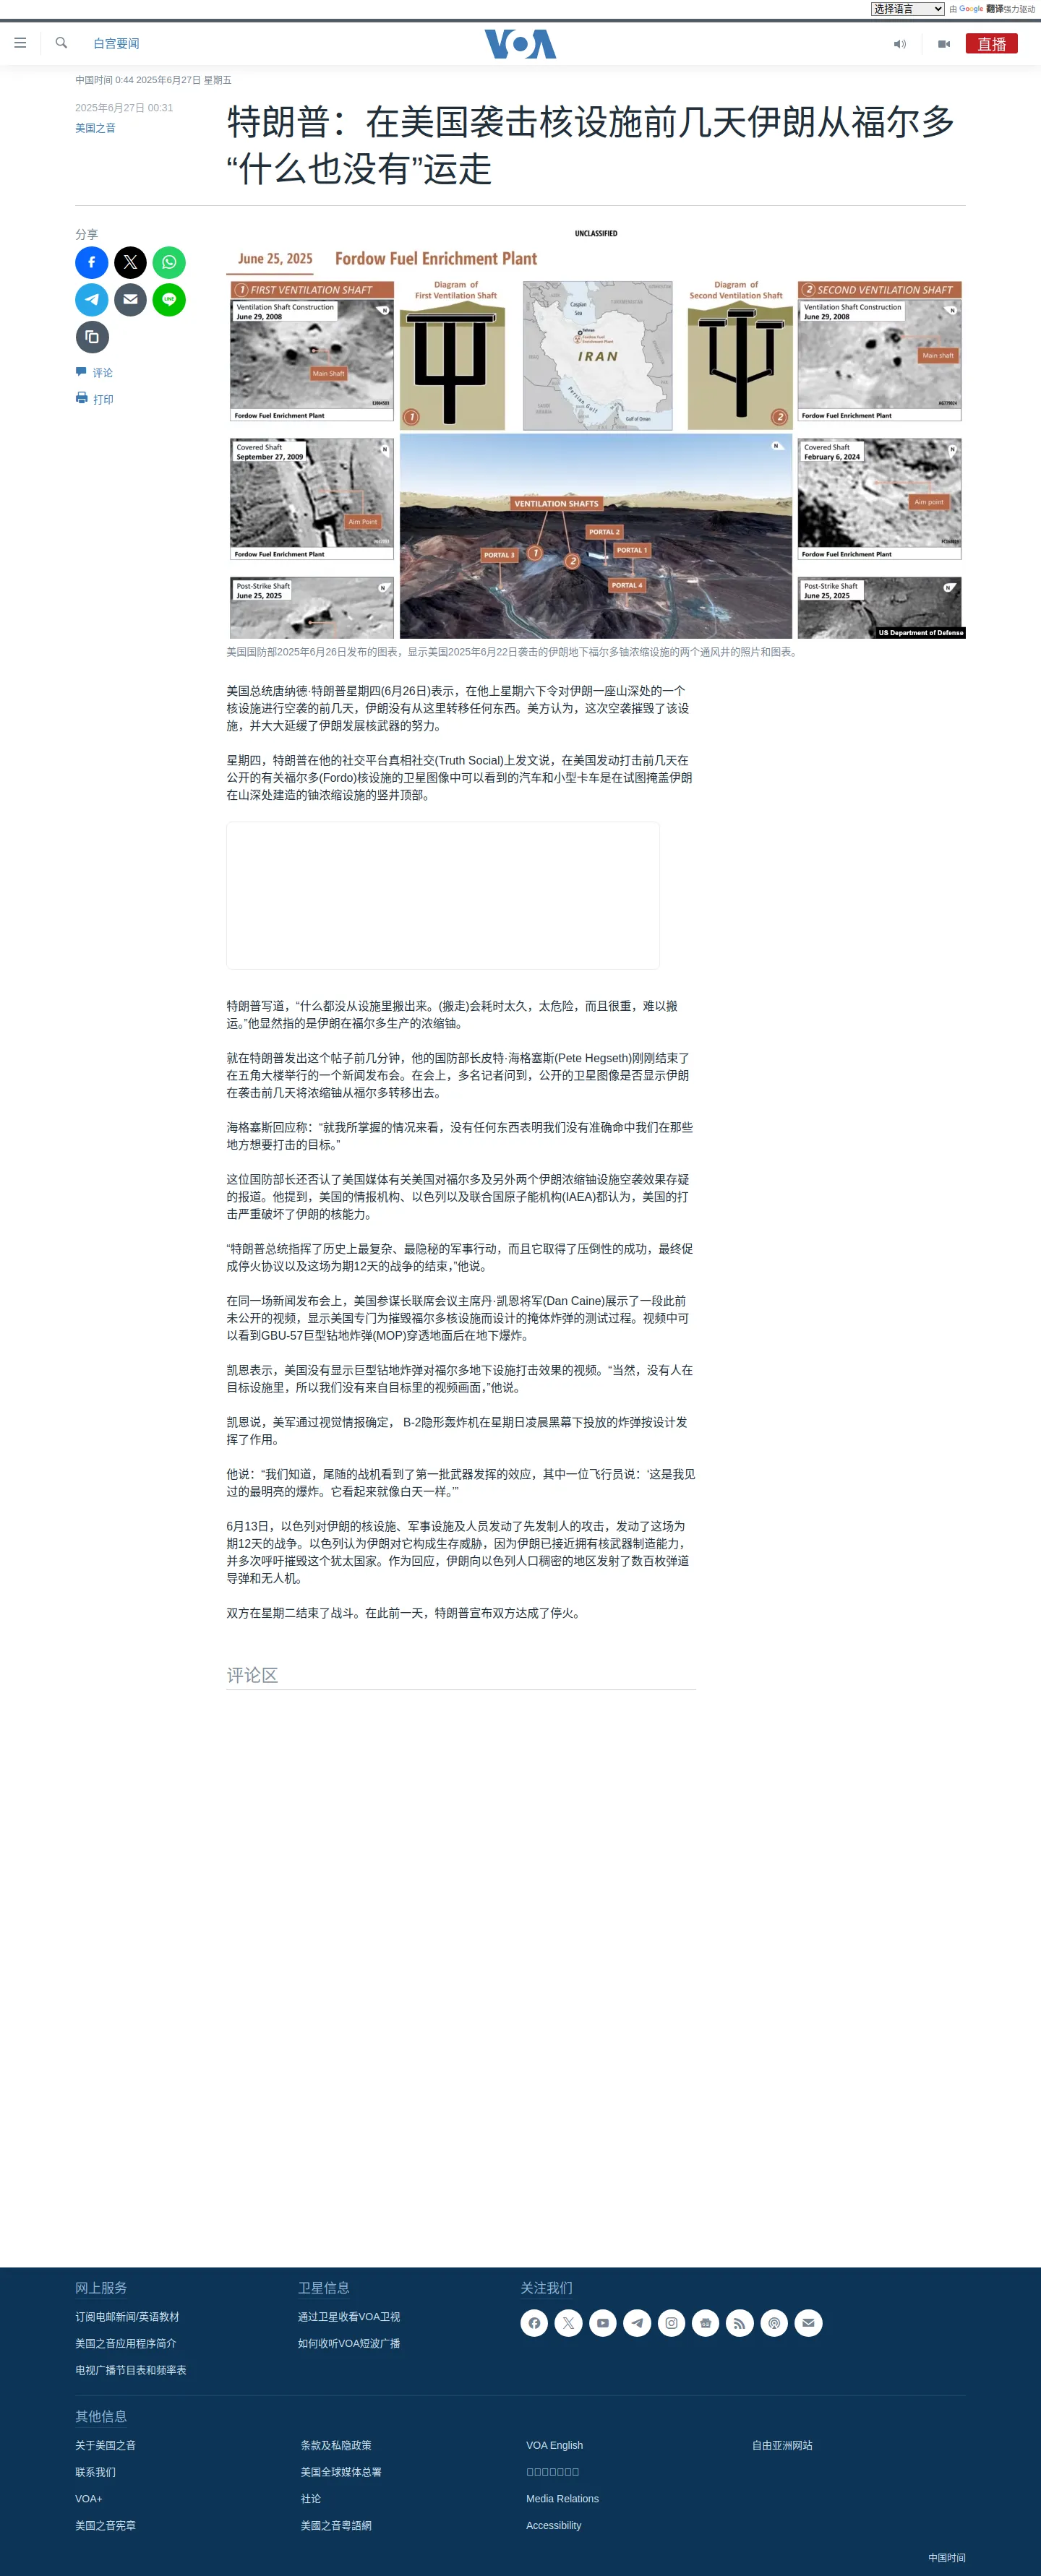 选择语言
由 Google 翻译强力驱动
白宫要闻
VOA
直播
中国时间 0:44 2025年6月27日 星期五
2025年6月27日 00:31
美国之音
特朗普：在美国袭击核设施前几天伊朗从福尔多
“什么也没有”运走
分享
评论
打印
UNCLASSIFIED
June 25, 2025
Fordow Fuel Enrichment Plant
1 FIRST VENTILATION SHAFT
Ventilation Shaft Construction
June 29, 2008
Main Shaft
Fordow Fuel Enrichment Plant
Diagram of
First Ventilation Shaft
1
Caspian
Sea
Tehran
Fordow Fuel
Enrichment Plant
IRAN
Persian Gulf
Gulf of Oman
Diagram of
Second Ventilation Shaft
2
2 SECOND VENTILATION SHAFT
Ventilation Shaft Construction
June 29, 2008
Main shaft
Fordow Fuel Enrichment Plant
Covered Shaft
September 27, 2009
Aim Point
Fordow Fuel Enrichment Plant
N
VENTILATION SHAFTS
PORTAL 2
PORTAL 3
1
2
PORTAL 1
PORTAL 4
Covered Shaft
February 6, 2024
Aim point
Fordow Fuel Enrichment Plant
Post-Strike Shaft
June 25, 2025
Post-Strike Shaft
June 25, 2025
US Department of Defense
美国国防部2025年6月26日发布的图表，显示美国2025年6月22日袭击的伊朗地下福尔多铀浓缩设施的两个通风井的照片和图表。
美国总统唐纳德·特朗普星期四(6月26日)表示，在他上星期六下令对伊朗一座山深处的一个
核设施进行空袭的前几天，伊朗没有从这里转移任何东西。美方认为，这次空袭摧毁了该设
施，并大大延缓了伊朗发展核武器的努力。
星期四，特朗普在他的社交平台真相社交(Truth Social)上发文说，在美国发动打击前几天在
公开的有关福尔多(Fordo)核设施的卫星图像中可以看到的汽车和小型卡车是在试图掩盖伊朗
在山深处建造的铀浓缩设施的竖井顶部。
特朗普写道，“什么都没从设施里搬出来。(搬走)会耗时太久，太危险，而且很重，难以搬
运。”他显然指的是伊朗在福尔多生产的浓缩铀。
就在特朗普发出这个帖子前几分钟，他的国防部长皮特·海格塞斯(Pete Hegseth)刚刚结束了
在五角大楼举行的一个新闻发布会。在会上，多名记者问到，公开的卫星图像是否显示伊朗
在袭击前几天将浓缩铀从福尔多转移出去。
海格塞斯回应称：“就我所掌握的情况来看，没有任何东西表明我们没有准确命中我们在那些
地方想要打击的目标。”
这位国防部长还否认了美国媒体有关美国对福尔多及另外两个伊朗浓缩铀设施空袭效果存疑
的报道。他提到，美国的情报机构、以色列以及联合国原子能机构(IAEA)都认为，美国的打
击严重破坏了伊朗的核能力。
“特朗普总统指挥了历史上最复杂、最隐秘的军事行动，而且它取得了压倒性的成功，最终促
成停火协议以及这场为期12天的战争的结束，”他说。
在同一场新闻发布会上，美国参谋长联席会议主席丹·凯恩将军(Dan Caine)展示了一段此前
未公开的视频，显示美国专门为摧毁福尔多核设施而设计的掩体炸弹的测试过程。视频中可
以看到GBU-57巨型钻地炸弹(MOP)穿透地面后在地下爆炸。
凯恩表示，美国没有显示巨型钻地炸弹对福尔多地下设施打击效果的视频。“当然，没有人在
目标设施里，所以我们没有来自目标里的视频画面，”他说。
凯恩说，美军通过视觉情报确定， B-2隐形轰炸机在星期日凌晨黑幕下投放的炸弹按设计发
挥了作用。
他说：“我们知道，尾随的战机看到了第一批武器发挥的效应，其中一位飞行员说：‘这是我见
过的最明亮的爆炸。它看起来就像白天一样。’”
6月13日，以色列对伊朗的核设施、军事设施及人员发动了先发制人的攻击，发动了这场为
期12天的战争。以色列认为伊朗对它构成生存威胁，因为伊朗已接近拥有核武器制造能力，
并多次呼吁摧毁这个犹太国家。作为回应，伊朗向以色列人口稠密的地区发射了数百枚弹道
导弹和无人机。
双方在星期二结束了战斗。在此前一天，特朗普宣布双方达成了停火。
评论区
网上服务
订阅电邮新闻/英语教材
美国之音应用程序简介
电视广播节目表和频率表
卫星信息
通过卫星收看VOA卫视
如何收听VOA短波广播
关注我们
其他信息
关于美国之音
联系我们
VOA+
美国之音宪章
条款及私隐政策
美国全球媒体总署
社论
美國之音粵語網
VOA English
Media Relations
Accessibility
自由亚洲网站
中国时间